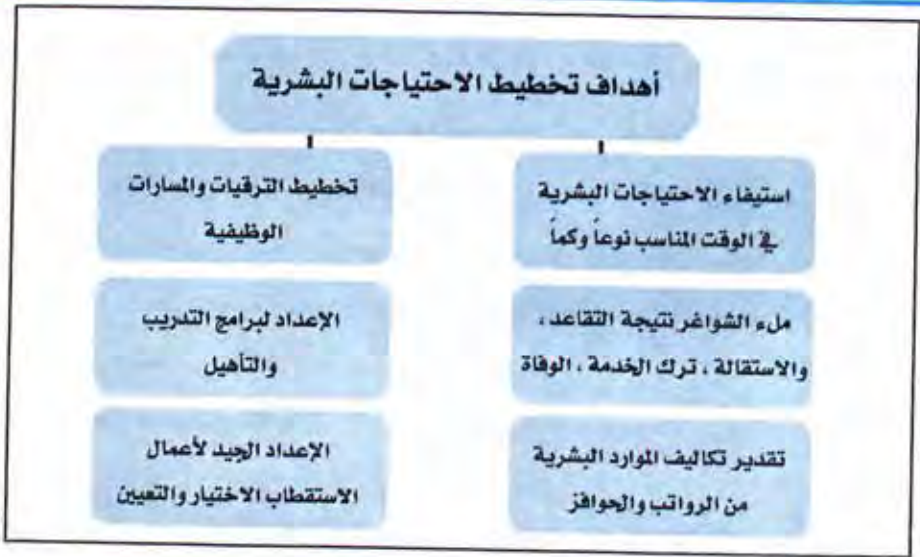 أهداف تخطيط الاحتياجات البشرية
استيفاء الاحتياجات البشرية
في الوقت المناسب نوعاً وكماً
ملء الشواغر نتيجة التقاعد ،
والاستقالة ، ترك الخدمة ، الوفاة
تقدير تكاليف الموارد البشرية
من الرواتب والحوافز
تخطيط الترقيات والمسارات
الوظيفية
الإعداد لبرامج التدريب
والتأهيل
الإعداد الجيد لأعمال
الاستقطاب الاختيار والتعيين